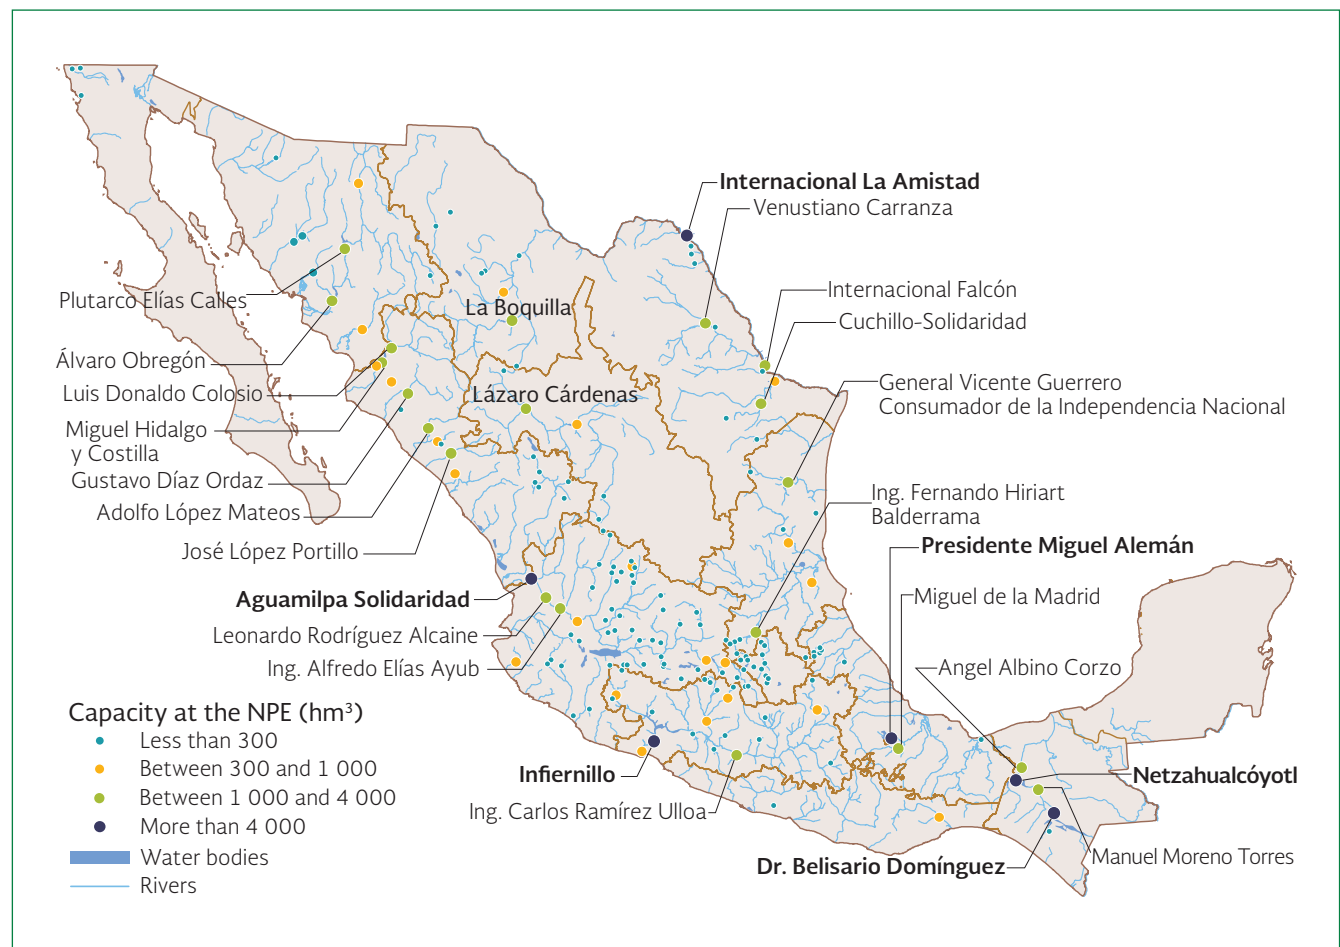 Internacional La Amistad
Venustiano Carranza
Internacional Falcón
Cuchillo-Solidaridad
General Vicente Guerrero
Consumador de la Independencia Nacional
Ing. Fernando Hiriart
Balderrama
Presidente Miguel Alemán
Miguel de la Madrid
Angel Albino Corzo
Netzahualcóyotl
Manuel Moreno Torres
Dr. Belisario Domínguez
La Boquilla
Lázaro Cárdenas
Plutarco Elías Calles
Álvaro Obregón
Luis Donaldo Colosio
Miguel Hidalgo
y Costilla
Gustavo Díaz Ordaz
Adolfo López Mateos
José López Portillo
Aguamilpa Solidaridad
Leonardo Rodríguez Alcaine
Ing. Alfredo Elías Ayub
Infiernillo
Ing. Carlos Ramírez Ulloa
Capacity at the NPE (hm³)
Less than 300
Between 300 and 1 000
Between 1 000 and 4 000
More than 4 000
Water bodies
Rivers